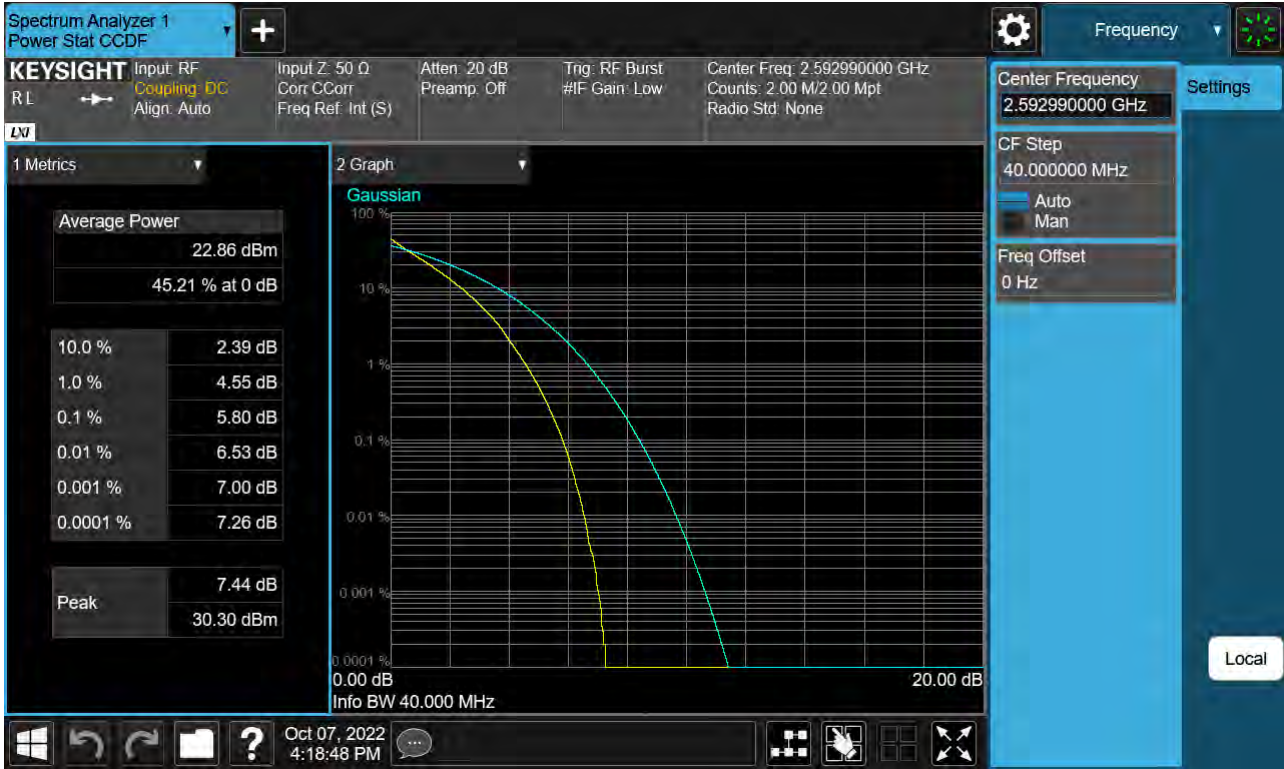 Spectrum Analyzer 1
Power Stat CCDF
Frequency
KEYSIGHT
R L
LXI
Input: RF
Coupling: DC
Align: Auto
Input Z: 50 Ω
Corr CCorr
Freq Ref: Int (S)
Atten: 20 dB
Preamp: Off
Trig: RF Burst
#IF Gain: Low
Center Freq: 2.592990000 GHz
Counts: 2.00 M/2.00 Mpt
Radio Std: None
Center Frequency
2.592990000 GHz
CF Step
40.000000 MHz
Auto
Man
Freq Offset
0 Hz
Settings
Local
1 Metrics
Average Power
22.86 dBm
45.21 % at 0 dB
10.0 % 2.39 dB
1.0 % 4.55 dB
0.1 % 5.80 dB
0.01 % 6.53 dB
0.001 % 7.00 dB
0.0001 % 7.26 dB
Peak
7.44 dB
30.30 dBm
2 Graph
Gaussian
100 %
10 %
1 %
0.1 %
0.01 %
0.001 %
0.0001 %
0.00 dB 20.00 dB
Info BW 40.000 MHz
?
Oct 07, 2022
4:18:48 PM